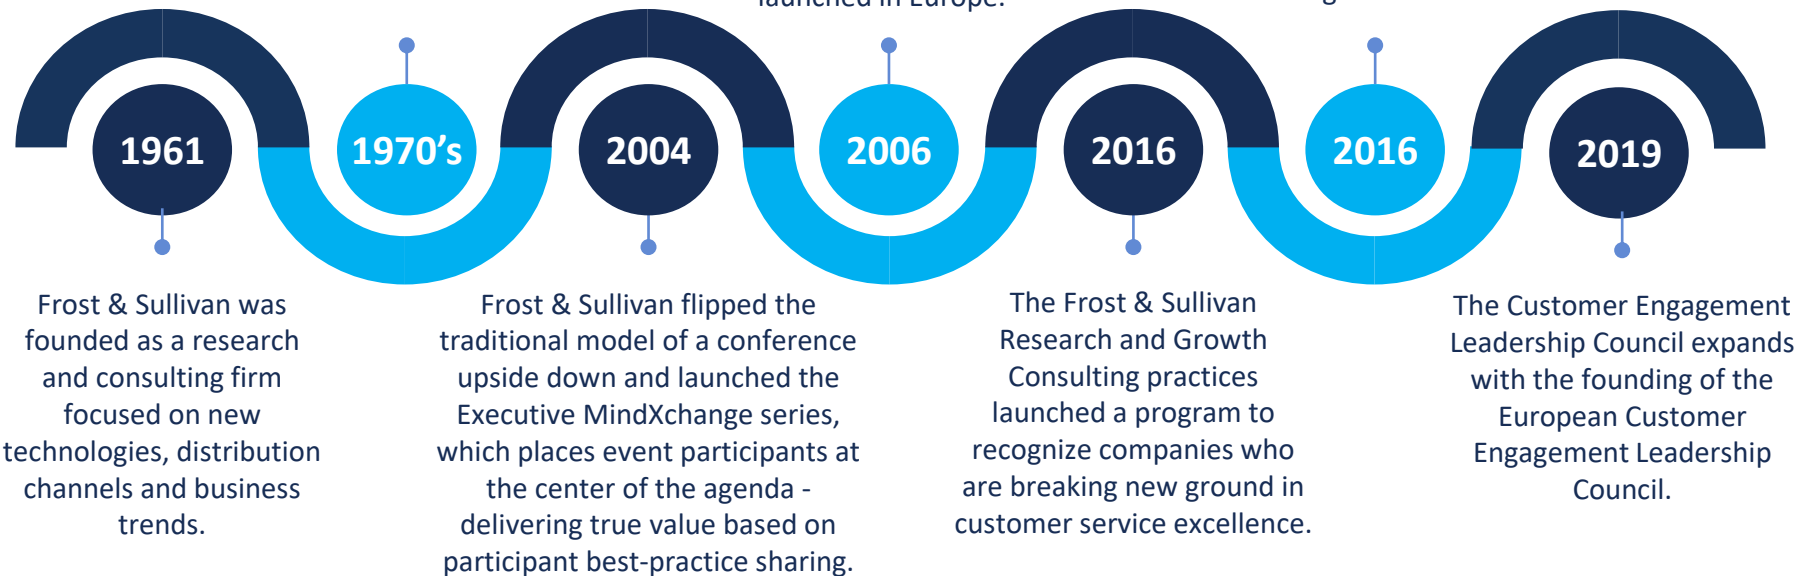 launched in Europe.
1961
1970's
2004
2006
2016
2016
2019
Frost & Sullivan was
founded as a research
and consulting firm
focused on new
technologies, distribution
channels and business
trends.
Frost & Sullivan flipped the
traditional model of a conference
upside down and launched the
Executive MindXchange series,
which places event participants at
the center of the agenda -
delivering true value based on
participant best-practice sharing.
The Frost & Sullivan
Research and Growth
Consulting practices
launched a program to
recognize companies who
are breaking new ground in
customer service excellence.
The Customer Engagement
Leadership Council expands
with the founding of the
European Customer
Engagement Leadership
Council.